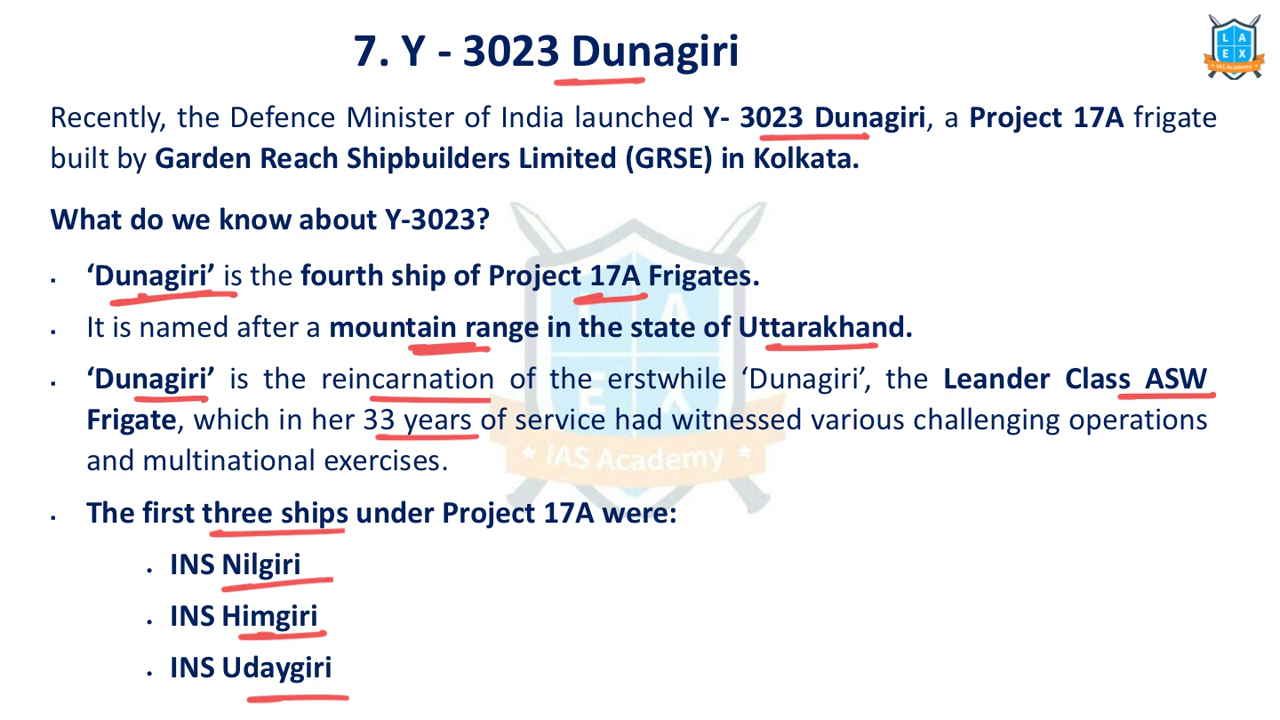 7. Y - 3023 Dunagiri
L A
E X
IAS Academy
Recently, the Defence Minister of India launched Y- 3023 Dunagiri, a Project 17A frigate
built by Garden Reach Shipbuilders Limited (GRSE) in Kolkata.
What do we know about Y-3023?
▪ ‘Dunagiri’ is the fourth ship of Project 17A Frigates.
▪ It is named after a mountain range in the state of Uttarakhand.
▪ ‘Dunagiri’ is the reincarnation of the erstwhile ‘Dunagiri’, the Leander Class ASW
Frigate, which in her 33 years of service had witnessed various challenging operations
and multinational exercises.
▪ The first three ships under Project 17A were:
• INS Nilgiri
• INS Himgiri
• INS Udaygiri
L A
E X
IAS Academy